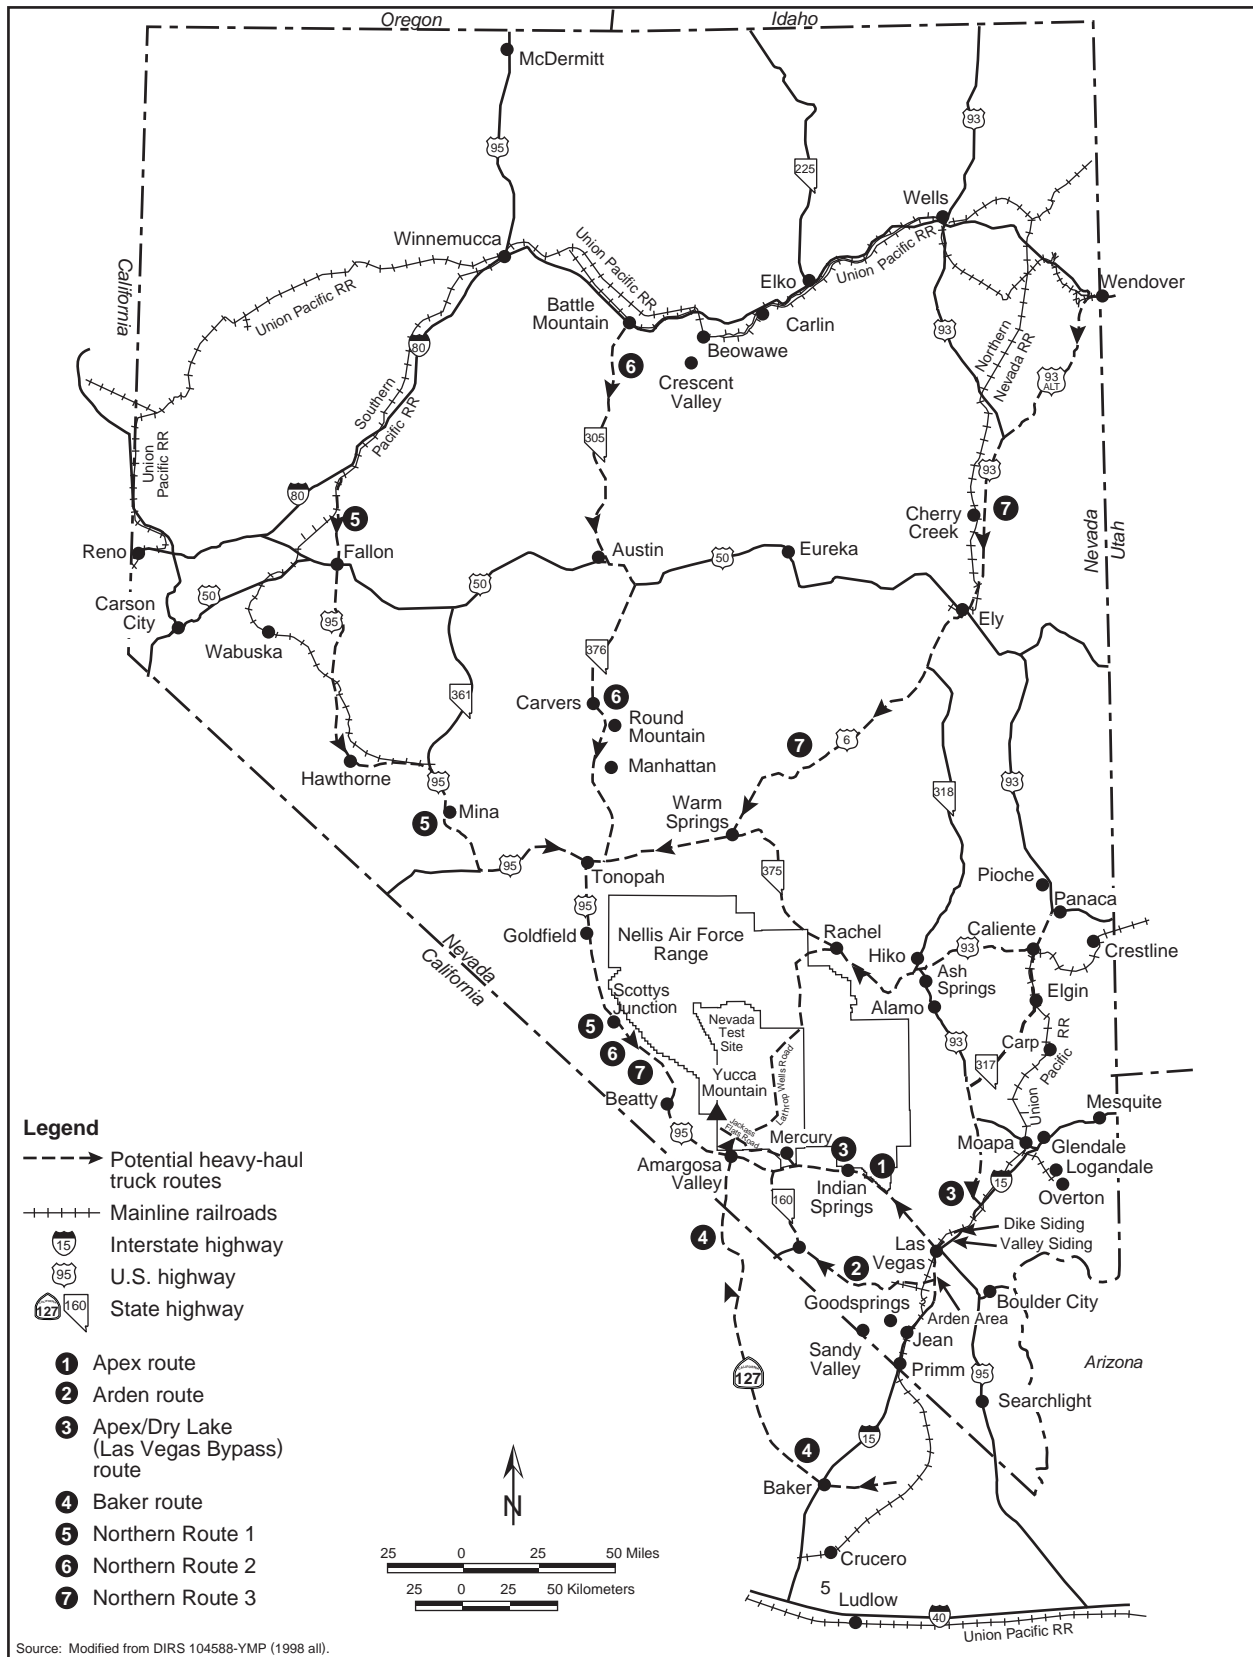 Oregon
Idaho
McDermitt
95
93
225
Wells
Winnemucca
Union Pacific RR
Union Pacific RR
California
Elko
Wendover
Union Pacific RR
Battle
Mountain
Carlin
93
80
Beowawe
6
Northern
Nevada RR
Crescent
Valley
93
ALT
Southern
Pacific RR
Union
Pacific RR
305
93
80
7
5
Cherry
Creek
Nevada
Utah
Reno
Fallon
Austin
50
Eureka
50
50
Carson
City
95
Ely
Wabuska
376
361
Carvers
6
Round
Mountain
7
6
Manhattan
Hawthorne
95
318
93
Mina
5
Warm
Springs
95
Tonopah
375
Pioche
Panaca
95
Goldfield
Nellis Air Force
Range
Rachel
Hiko
93
Caliente
Crestline
Nevada
California
Ash
Springs
Elgin
Scottys
Junction
Alamo
5
Nevada
Test
Site
6
7
93
Carp
Union Pacific RR
317
Lathrop Wells Road
Yucca
Mountain
Beatty
Jackass
Flats Road
Mesquite
95
Mercury
3
Moapa
Glendale
Amargosa
Valley
1
Logandale
Indian
Springs
3
15
Overton
160
4
Dike Siding
Las
Vegas
Valley Siding
2
Goodsprings
Boulder City
Arden Area
Sandy
Valley
Jean
Primm
Arizona
127
95
Searchlight
15
4
Baker
Crucero
5
Ludlow
40
Union Pacific RR
Legend
Potential heavy-haul
truck routes
Mainline railroads
15
Interstate highway
95
U.S. highway
127
160
State highway
1
Apex route
2
Arden route
3
Apex/Dry Lake
(Las Vegas Bypass)
route
4
Baker route
5
Northern Route 1
6
Northern Route 2
7
Northern Route 3
N
25 0 25 50 Miles
25 0 25 50 Kilometers
Source: Modified from DIRS 104588-YMP (1998 all).